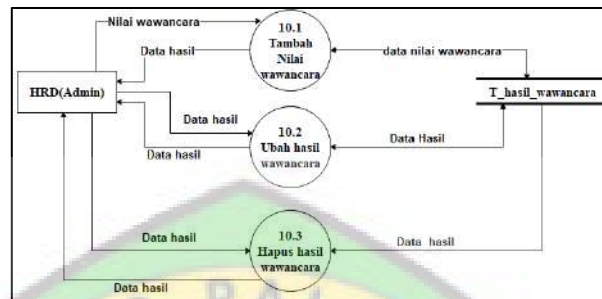 Nilai wawancara
10.1
Tambah
Nilai
wawancara
data nilai wawancara
Data hasil
HRD(Admin)
T_hasil_wawancara
Data hasil
10.2
Ubah hasil
wawancara
Data Hasil
Data hasil
10.3
Hapus hasil
wawancara
Data hasil
Data hasil
Data hasil